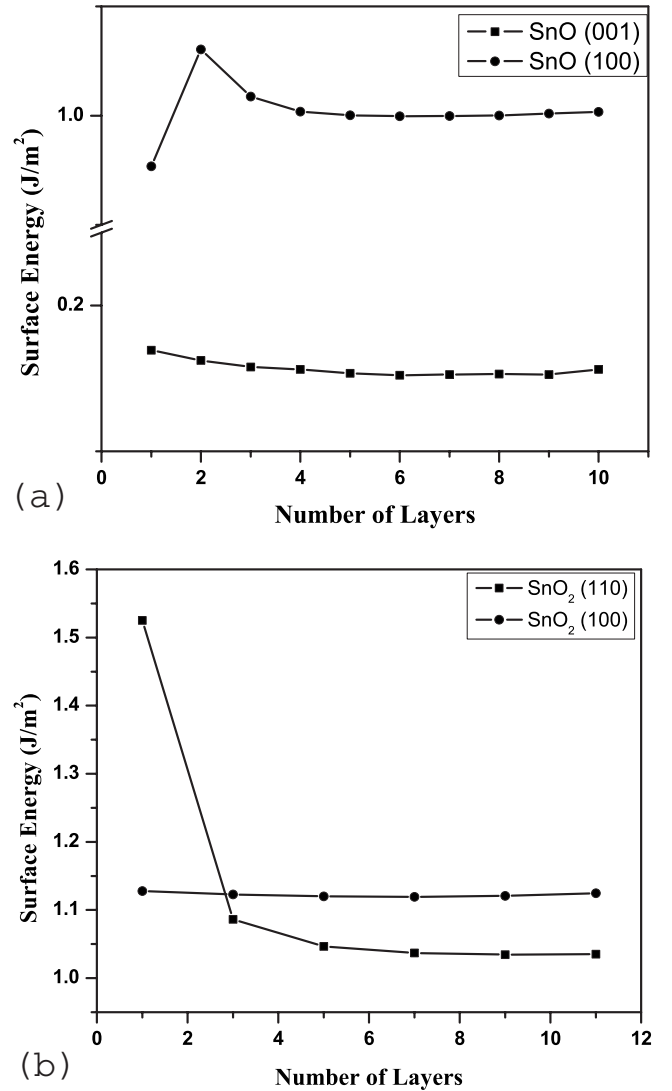 SnO (001)
SnO (100)
1.0
0.2
Surface Energy (J/m²)
0 2 4 6 8 10
Number of Layers
(a)
1.6
1.5
1.4
1.3
1.2
1.1
1.0
SnO₂ (110)
SnO₂ (100)
Surface Energy (J/m²)
0 2 4 6 8 10 12
Number of Layers
(b)